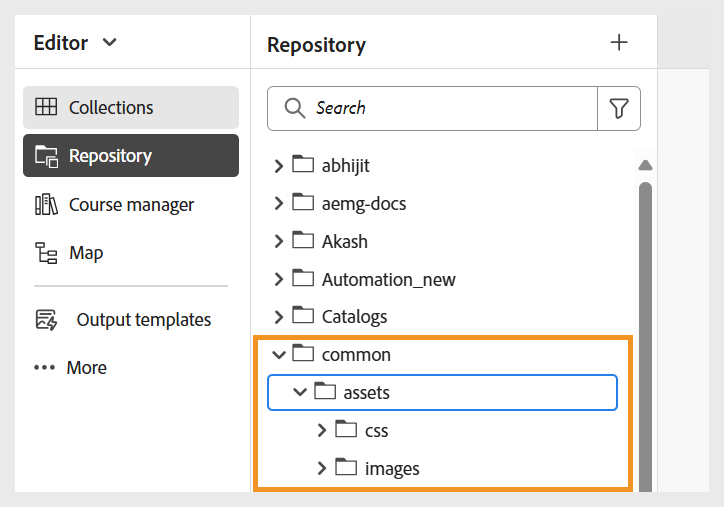 Editor
Collections
Repository
Course manager
Map
Output templates
More
Repository
Search
abhijit
aemg-docs
Akash
Automation_new
Catalogs
common
assets
css
images